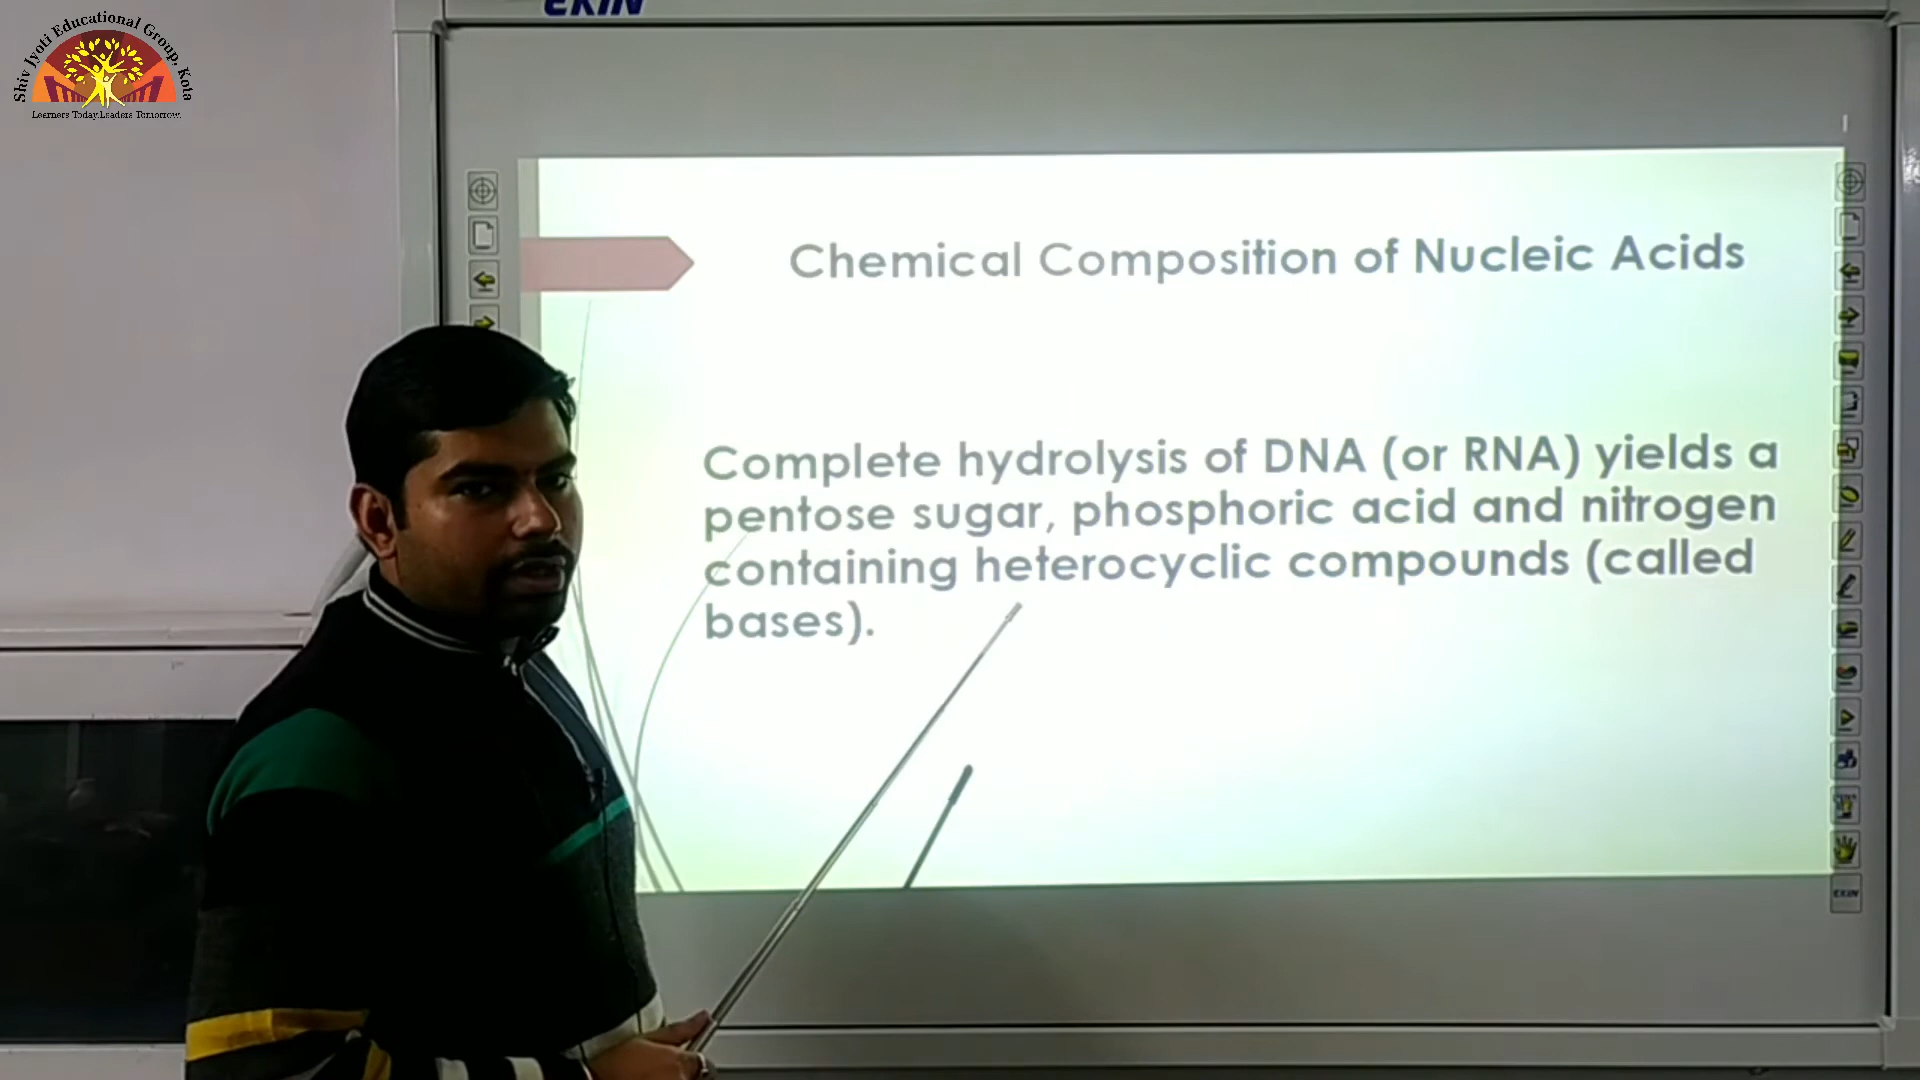 EKIN
Shiv Jyoti Educational Group, Kota
Learners Today.Leaders Tomorrow.
Chemical Composition of Nucleic Acids
Complete hydrolysis of DNA (or RNA) yields a
pentose sugar, phosphoric acid and nitrogen
containing heterocyclic compounds (called
bases).
EKIN